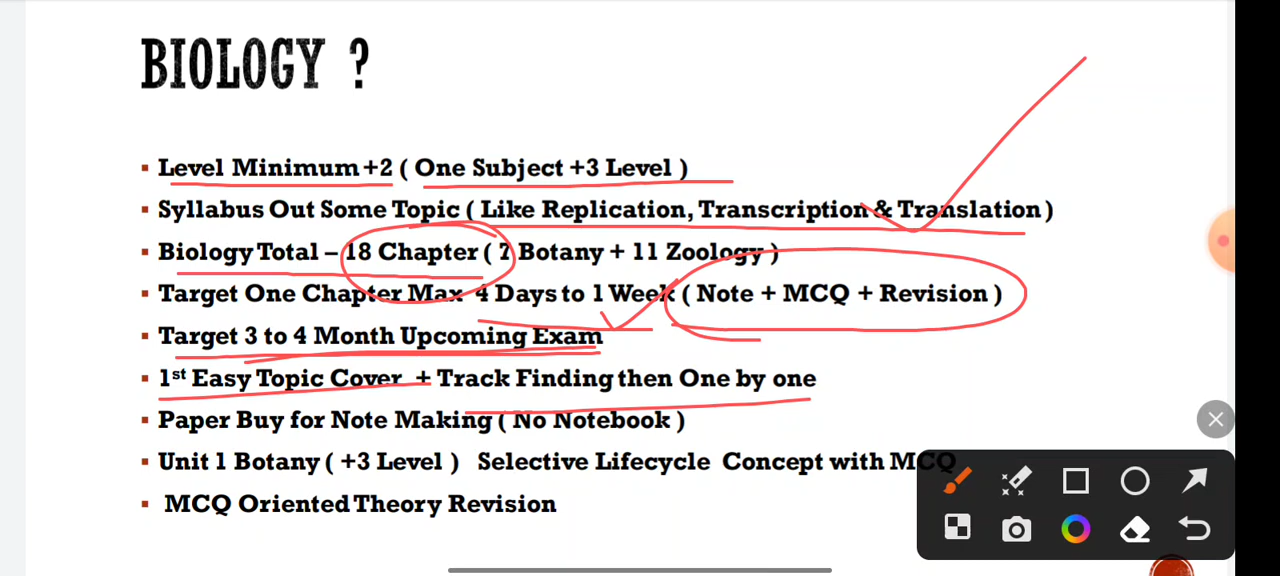 BIOLOGY ?
Level Minimum +2 ( One Subject +3 Level )
Syllabus Out Some Topic ( Like Replication, Transcription & Translation )
Biology Total – 18 Chapter ( 7 Botany + 11 Zoology )
Target One Chapter Max 4 Days to 1 Week ( Note + MCQ + Revision )
Target 3 to 4 Month Upcoming Exam
1st Easy Topic Cover + Track Finding then One by one
Paper Buy for Note Making ( No Notebook )
Unit 1 Botany ( +3 Level ) Selective Lifecycle Concept with MCQ
MCQ Oriented Theory Revision